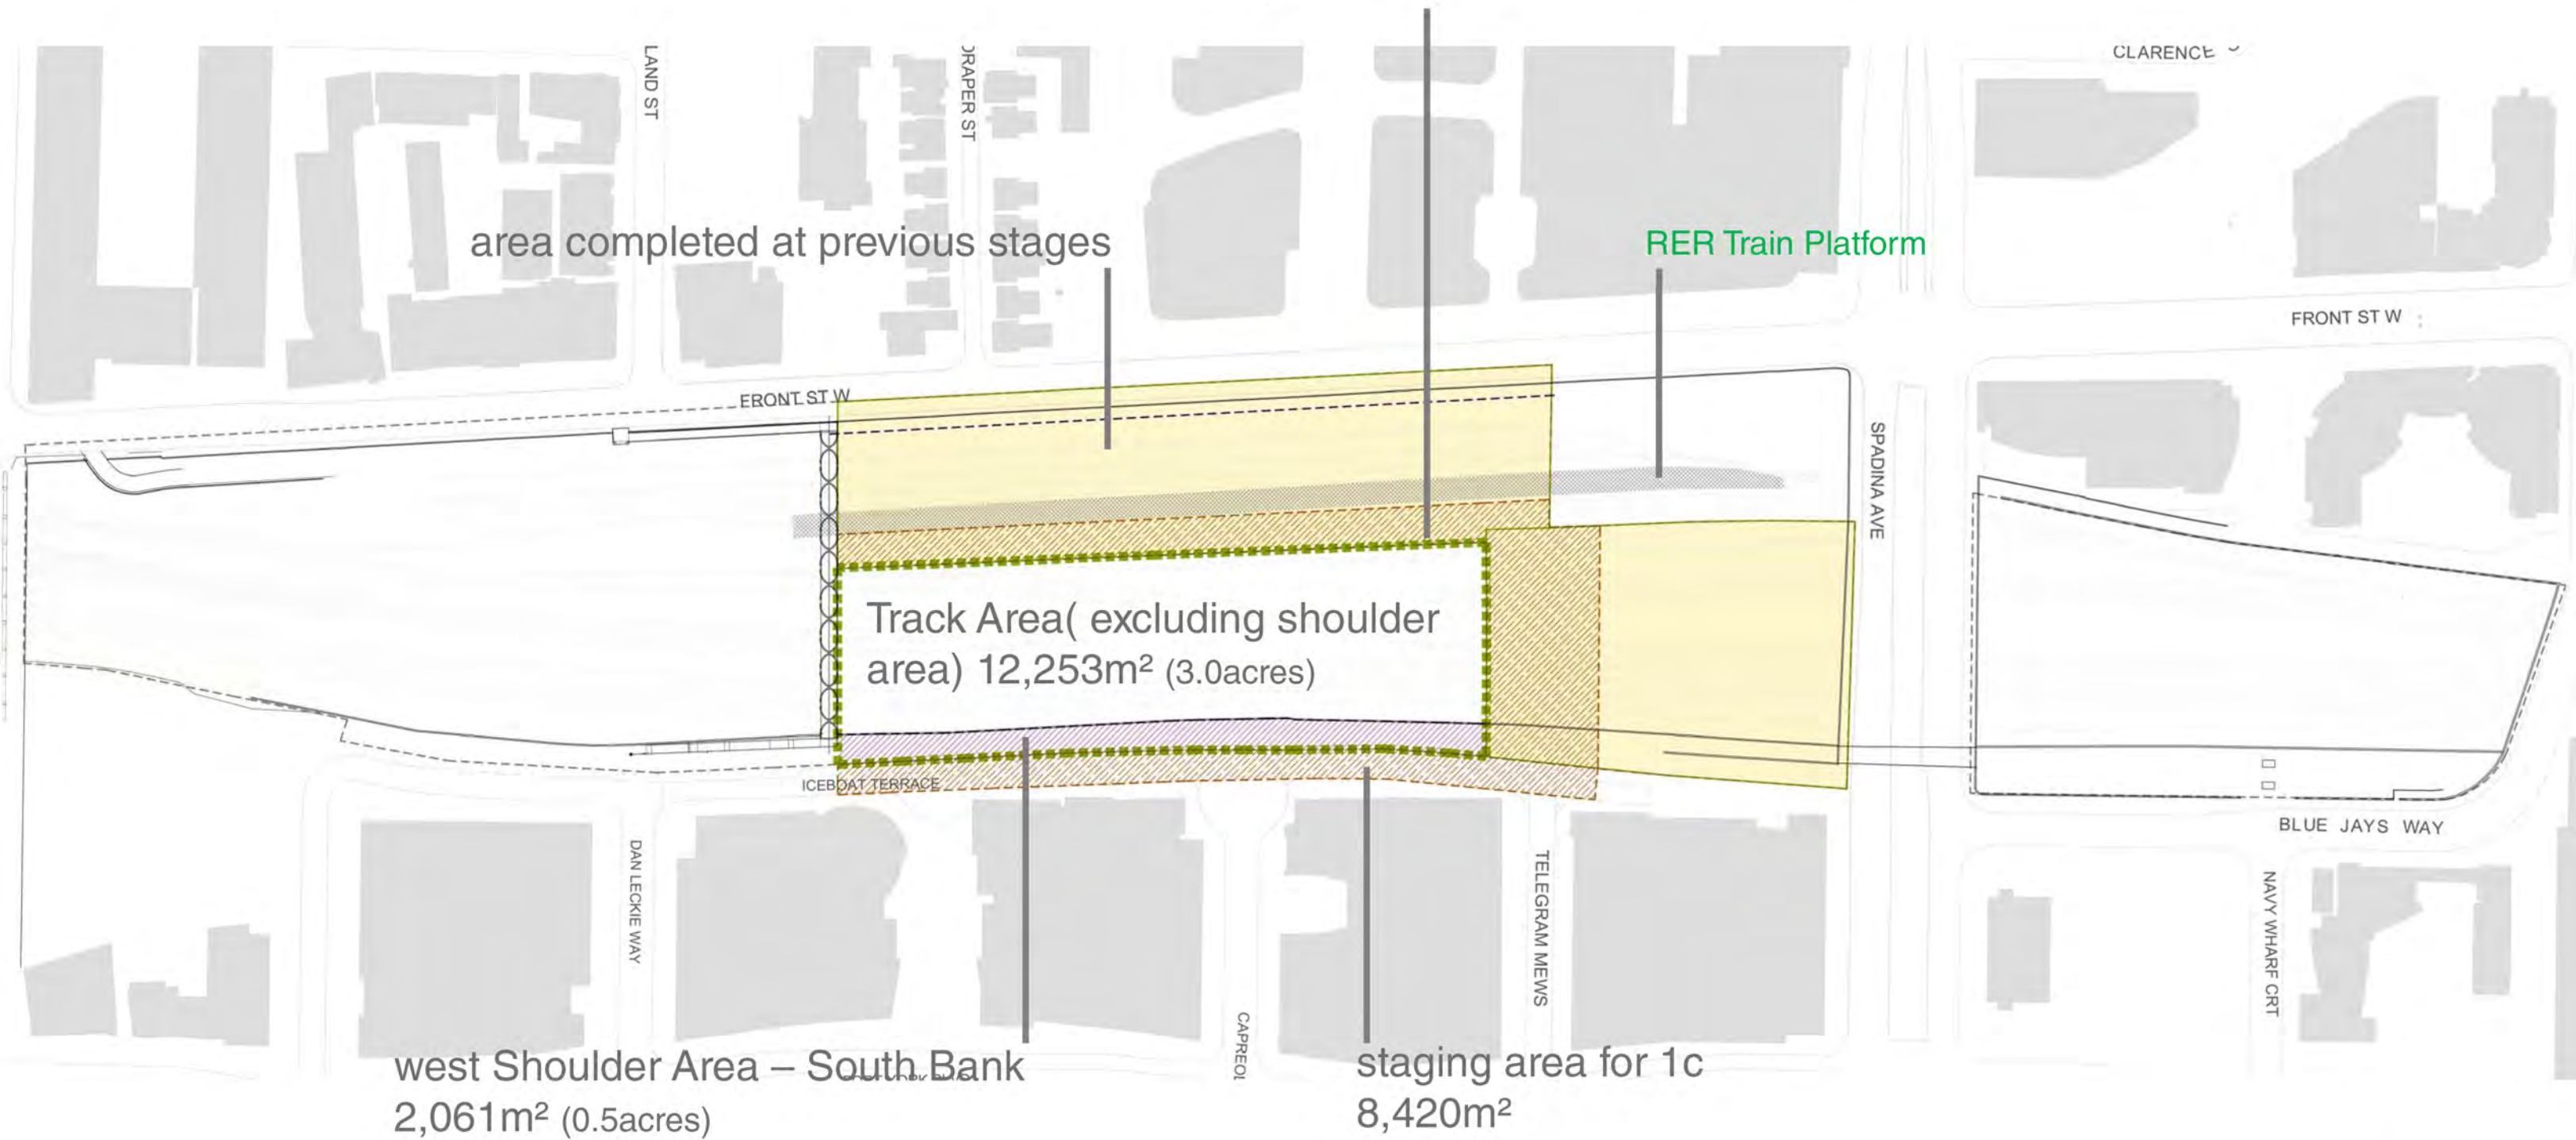 CLARENCE
LAND ST
DRAPER ST
area completed at previous stages
RER Train Platform
FRONT ST W
FRONT ST W
SPADINA AVE
Track Area( excluding shoulder
area) 12,253m² (3.0acres)
ICEBOAT TERRACE
BLUE JAYS WAY
DAN LECKIE WAY
TELEGRAM MEWS
NAVY WHARF CRT
CAPREOL
west Shoulder Area – South Bank
2,061m² (0.5acres)
staging area for 1c
8,420m²